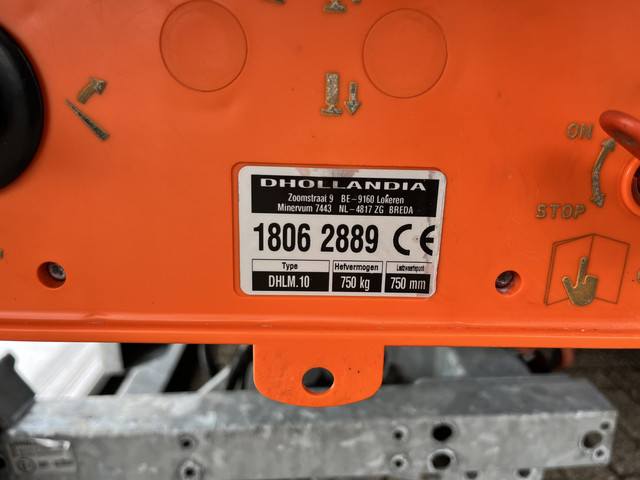 ON
STOP
DHOLLANDIA
Zoomstraat 9 BE-9160 Lokeren
Minervum 7443 NL-4817 ZG BREDA
1806 2889 CE
Type Hefvermogen Lastzwaartepunt
DHLM.10 750 kg 750 mm